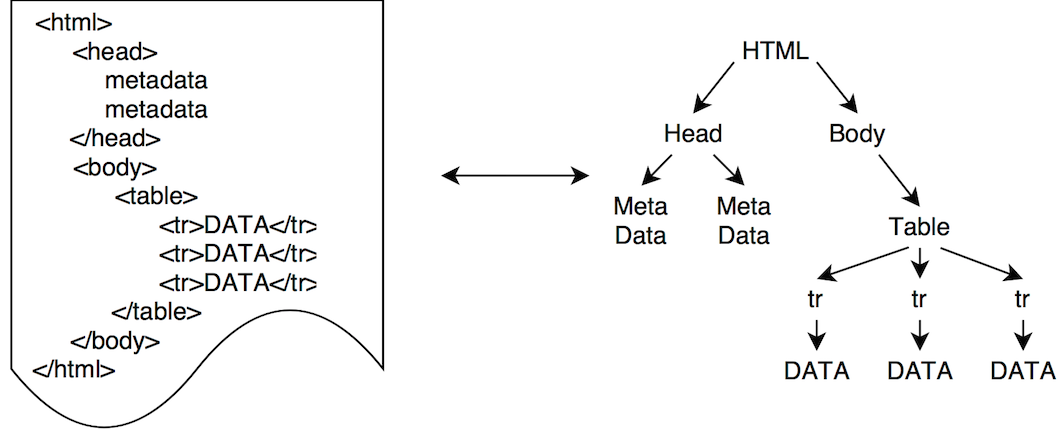 <html>
<head>
metadata
metadata
</head>
<body>
<table>
<tr>DATA</tr>
<tr>DATA</tr>
<tr>DATA</tr>
</table>
</body>
</html>
HTML
Head Body
Meta Meta
Data Data
Table
tr tr tr
DATA DATA DATA